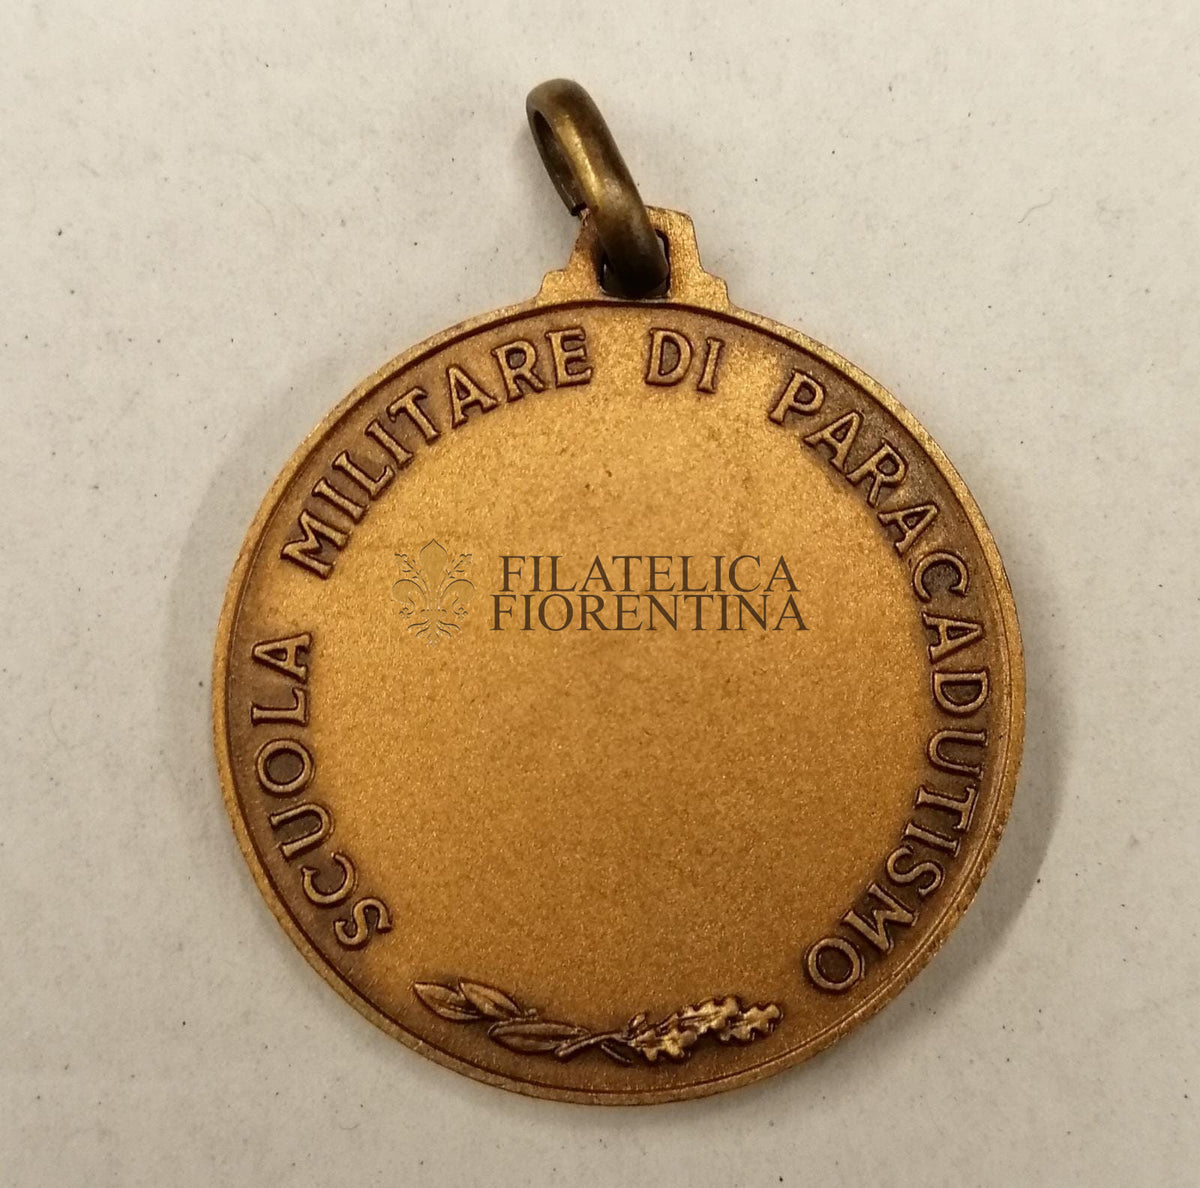 SCUOLA MILITARE DI PARACADUTISMO
FILATELICA
FIORENTINA